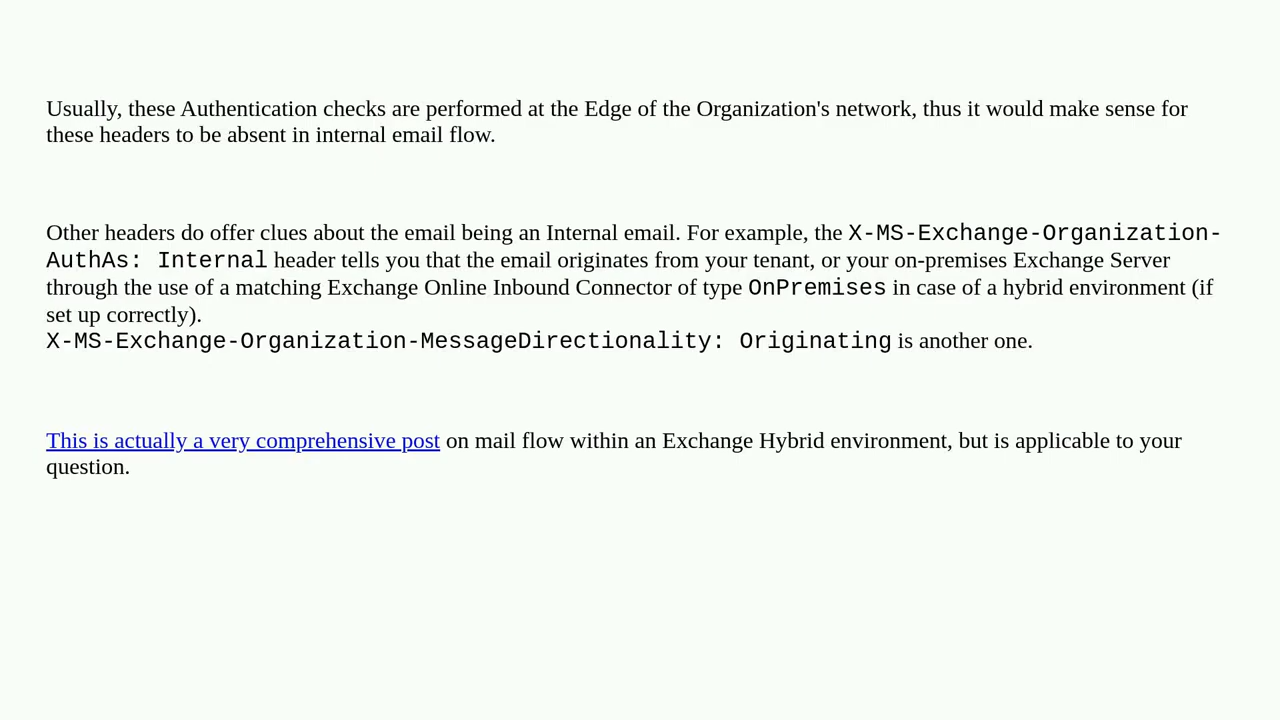 Usually, these Authentication checks are performed at the Edge of the Organization's network, thus it would make sense for
these headers to be absent in internal email flow.
Other headers do offer clues about the email being an Internal email. For example, the X-MS-Exchange-Organization-
AuthAs: Internal header tells you that the email originates from your tenant, or your on-premises Exchange Server
through the use of a matching Exchange Online Inbound Connector of type OnPremises in case of a hybrid environment (if
set up correctly).
X-MS-Exchange-Organization-MessageDirectionality: Originating is another one.
This is actually a very comprehensive post on mail flow within an Exchange Hybrid environment, but is applicable to your
question.